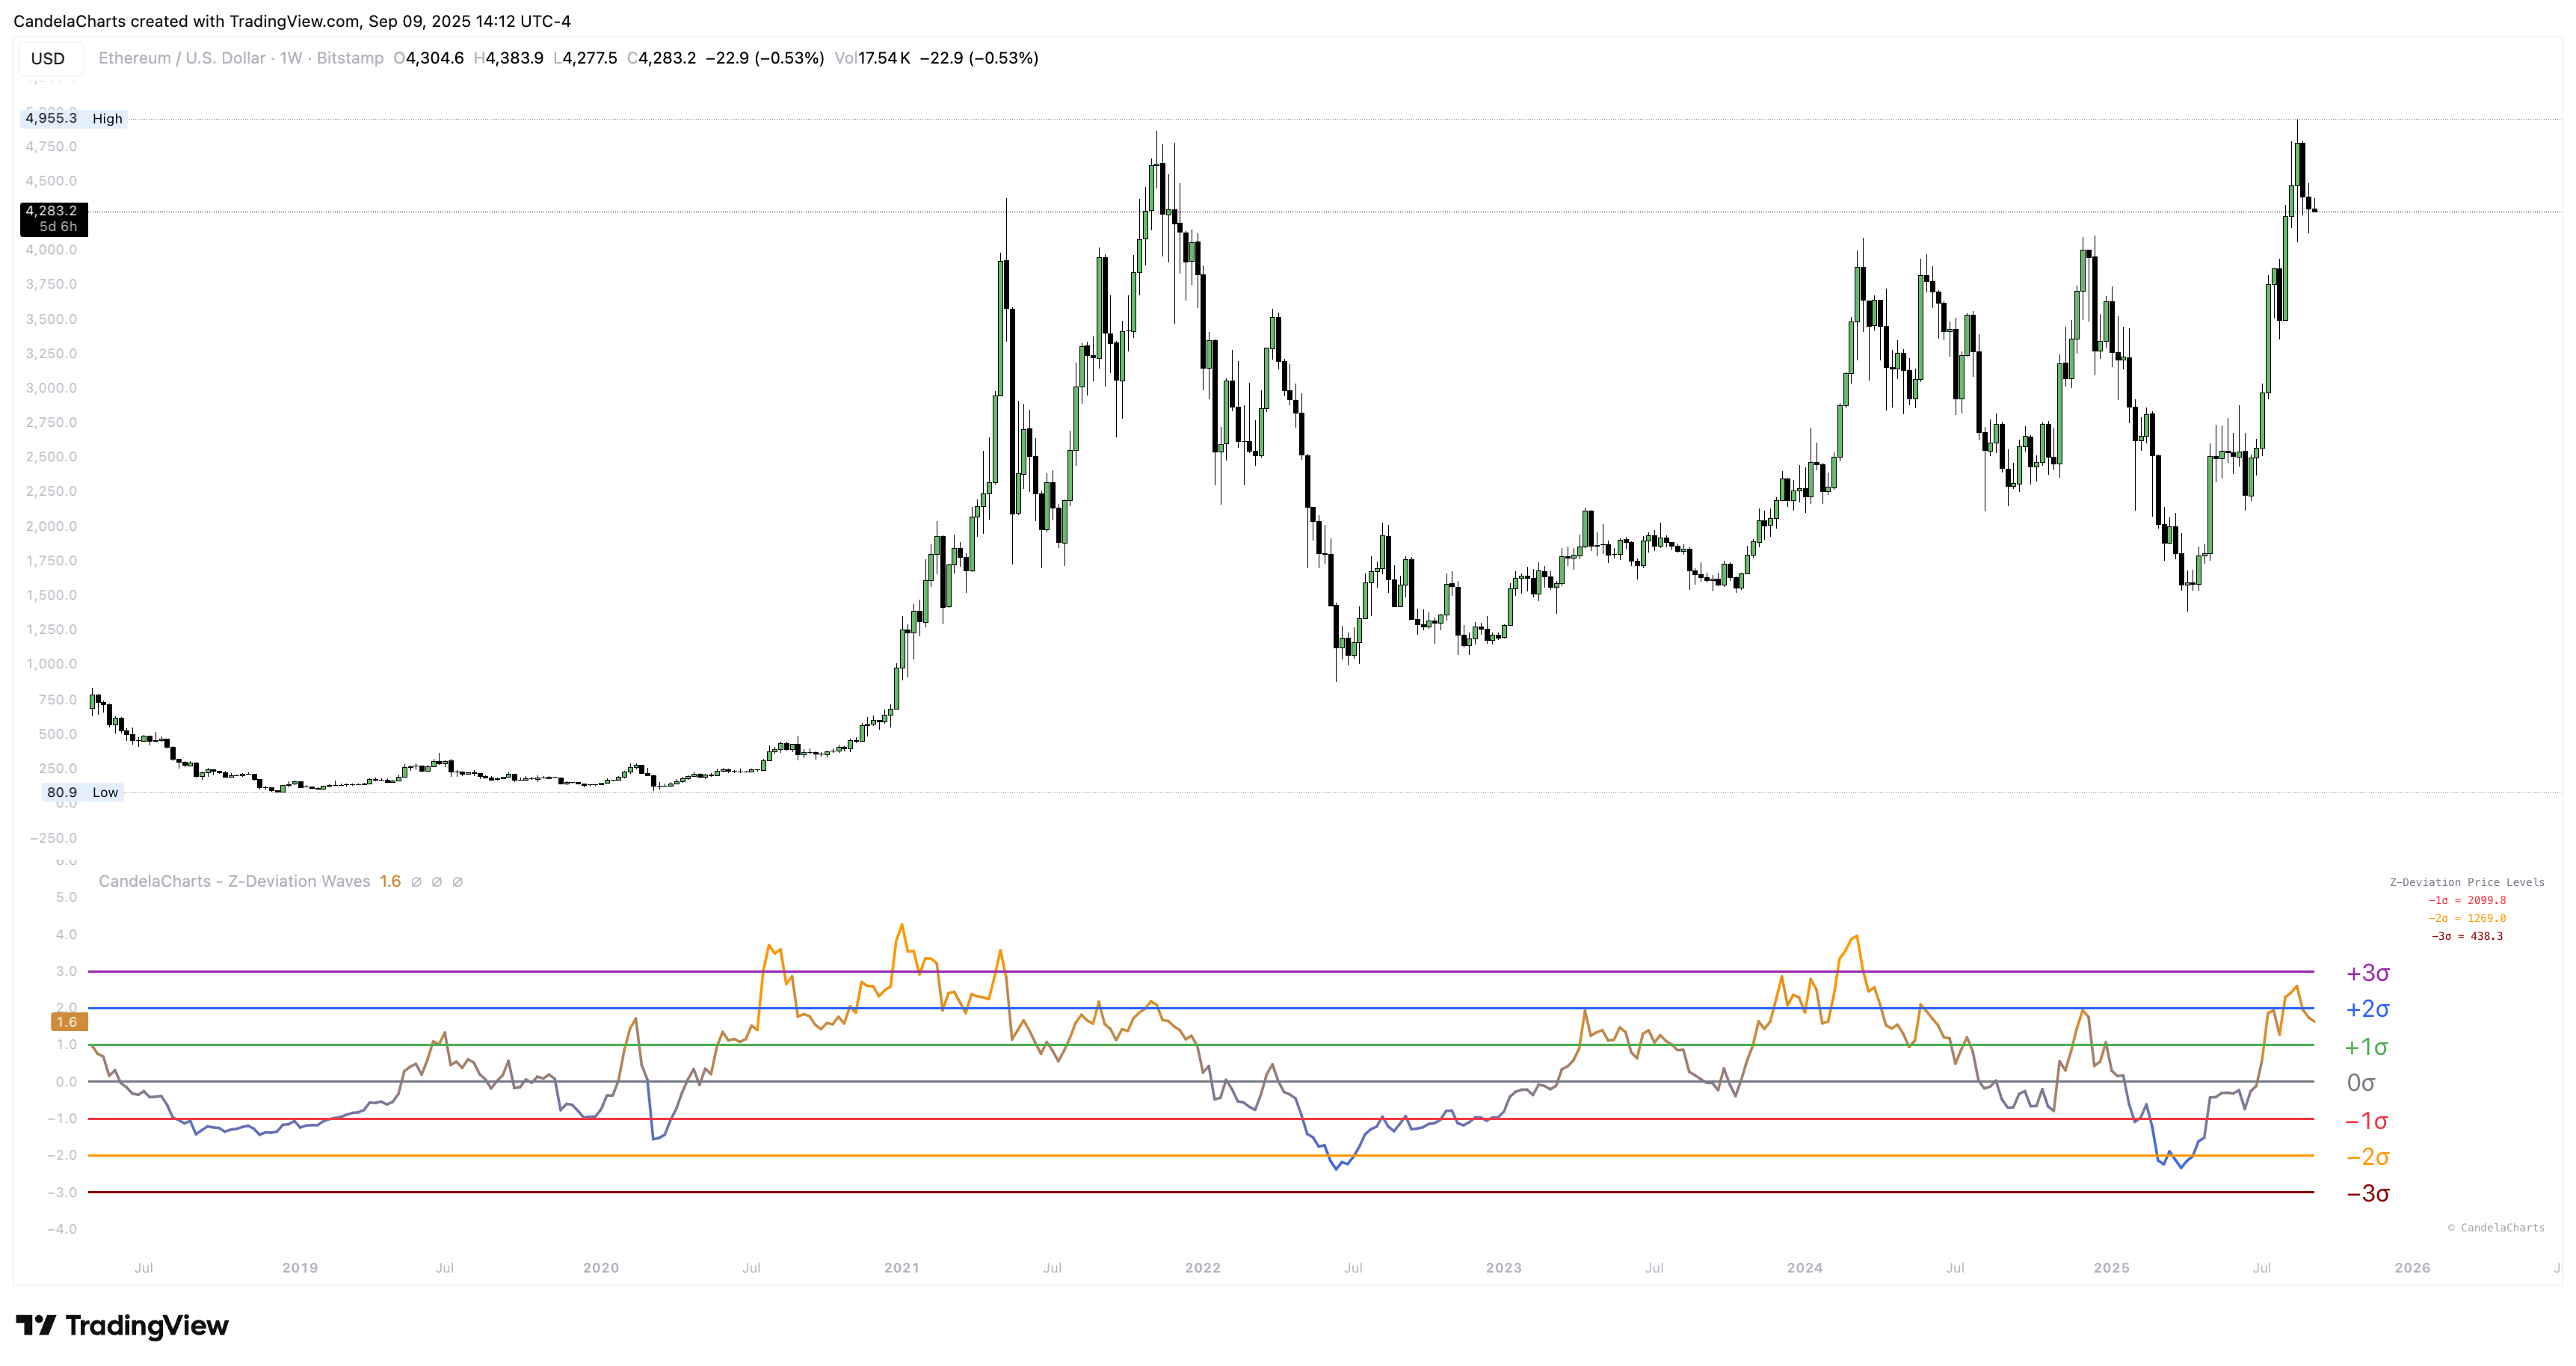 CandelaCharts created with TradingView.com, Sep 09, 2025 14:12 UTC-4
USD Ethereum / U.S. Dollar · 1W · Bitstamp O4,304.6 H4,383.9 L4,277.5 C4,283.2 −22.9 (−0.53%) Vol17.54 K −22.9 (−0.53%)
4,955.3 High
4,750.0
4,500.0
4,283.2
5d 6h
4,000.0
3,750.0
3,500.0
3,250.0
3,000.0
2,750.0
2,500.0
2,250.0
2,000.0
1,750.0
1,500.0
1,250.0
1,000.0
750.0
500.0
250.0
80.9 Low
−250.0
CandelaCharts - Z-Deviation Waves 1.6 ∅ ∅ ∅
Z−Deviation Price Levels
−1σ ≈ 2099.8
−2σ ≈ 1269.0
−3σ ≈ 438.3
5.0
4.0
3.0 +3σ
2.0 +2σ
1.6
1.0 +1σ
0.0 0σ
−1.0 −1σ
−2.0 −2σ
−3.0 −3σ
−4.0
© CandelaCharts
Jul 2019 Jul 2020 Jul 2021 Jul 2022 Jul 2023 Jul 2024 Jul 2025 Jul 2026
TradingView